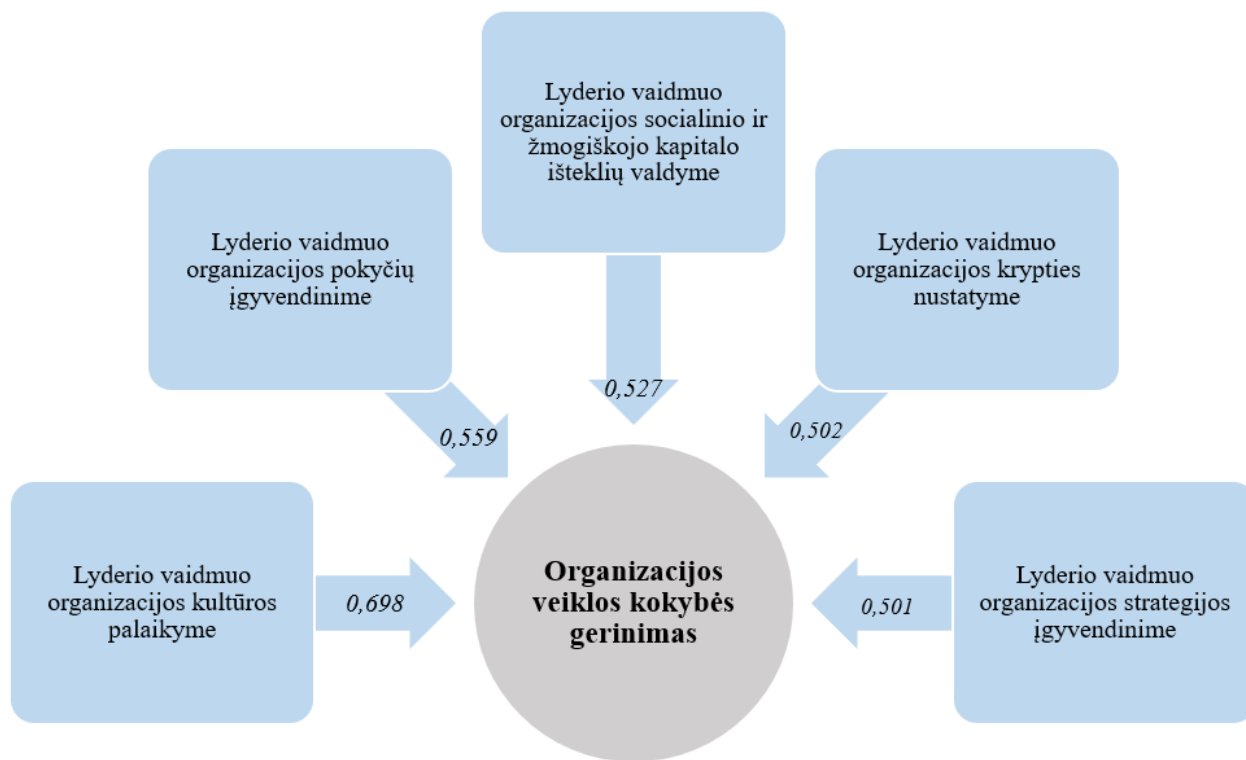 Lyderio vaidmuo
organizacijos socialinio ir
žmogiškojo kapitalo
išteklių valdyme
Lyderio vaidmuo
organizacijos pokyčių
įgyvendinime
Lyderio vaidmuo
organizacijos krypties
nustatyme
0,527
0,559
0,502
Lyderio vaidmuo
organizacijos kultūros
palaikyme
0,698
Organizacijos
veiklos kokybės
gerinimas
0,501
Lyderio vaidmuo
organizacijos strategijos
įgyvendinime